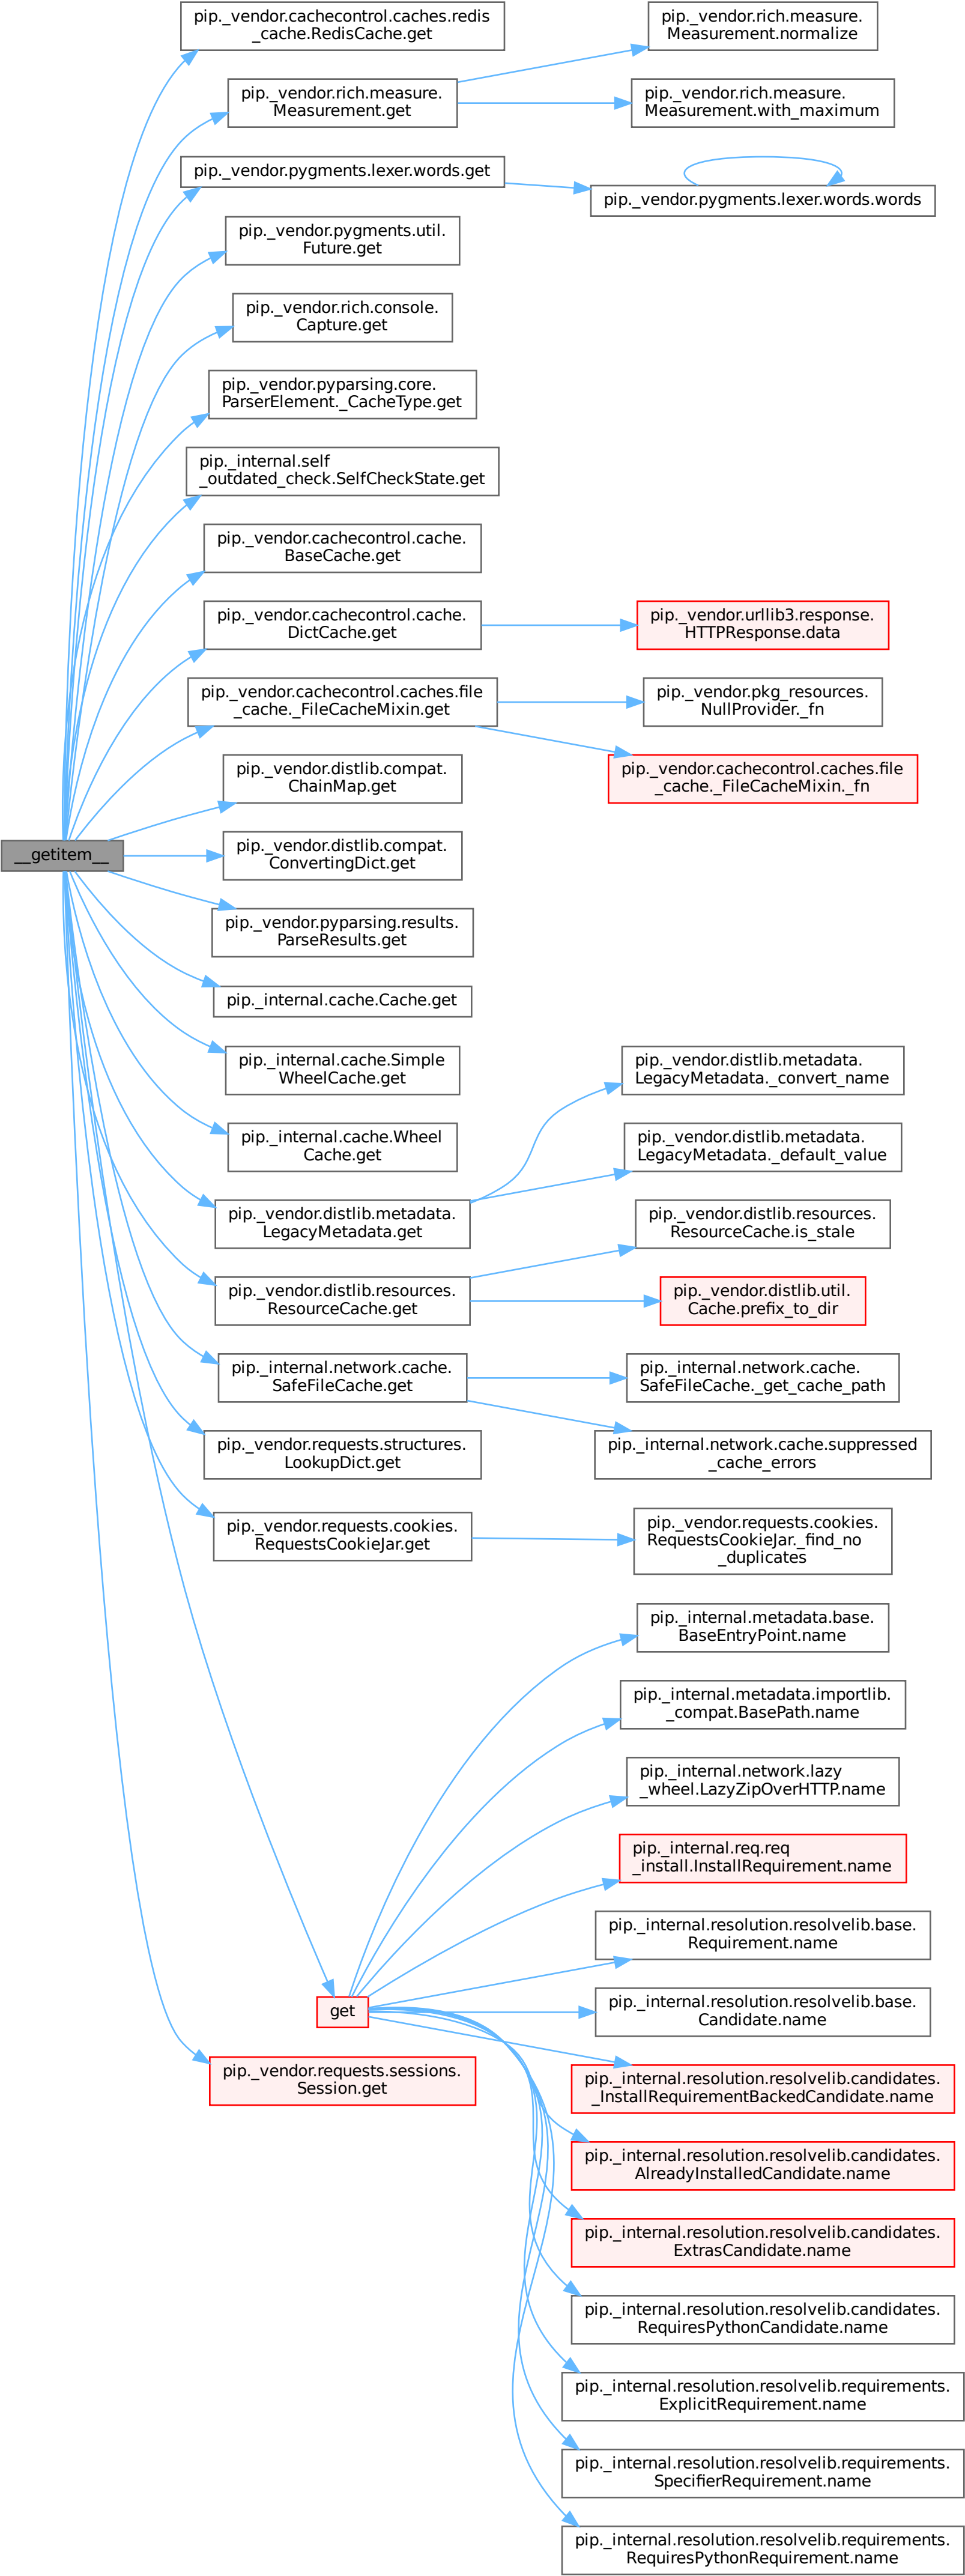 pip._vendor.cachecontrol.caches.redis
_cache.RedisCache.get
pip._vendor.rich.measure.
Measurement.normalize
pip._vendor.rich.measure.
Measurement.get
pip._vendor.rich.measure.
Measurement.with_maximum
pip._vendor.pygments.lexer.words.get
pip._vendor.pygments.lexer.words.words
pip._vendor.pygments.util.
Future.get
pip._vendor.rich.console.
Capture.get
pip._vendor.pyparsing.core.
ParserElement._CacheType.get
pip._internal.self
_outdated_check.SelfCheckState.get
pip._vendor.cachecontrol.cache.
BaseCache.get
pip._vendor.cachecontrol.cache.
DictCache.get
pip._vendor.urllib3.response.
HTTPResponse.data
pip._vendor.cachecontrol.caches.file
_cache._FileCacheMixin.get
pip._vendor.pkg_resources.
NullProvider._fn
pip._vendor.distlib.compat.
ChainMap.get
pip._vendor.cachecontrol.caches.file
_cache._FileCacheMixin._fn
__getitem__
pip._vendor.distlib.compat.
ConvertingDict.get
pip._vendor.pyparsing.results.
ParseResults.get
pip._internal.cache.Cache.get
pip._internal.cache.Simple
WheelCache.get
pip._vendor.distlib.metadata.
LegacyMetadata._convert_name
pip._internal.cache.Wheel
Cache.get
pip._vendor.distlib.metadata.
LegacyMetadata._default_value
pip._vendor.distlib.metadata.
LegacyMetadata.get
pip._vendor.distlib.resources.
ResourceCache.is_stale
pip._vendor.distlib.resources.
ResourceCache.get
pip._vendor.distlib.util.
Cache.prefix_to_dir
pip._internal.network.cache.
SafeFileCache.get
pip._internal.network.cache.
SafeFileCache._get_cache_path
pip._vendor.requests.structures.
LookupDict.get
pip._internal.network.cache.suppressed
_cache_errors
pip._vendor.requests.cookies.
RequestsCookieJar.get
pip._vendor.requests.cookies.
RequestsCookieJar._find_no
_duplicates
pip._internal.metadata.base.
BaseEntryPoint.name
pip._internal.metadata.importlib.
_compat.BasePath.name
pip._internal.network.lazy
_wheel.LazyZipOverHTTP.name
pip._internal.req.req
_install.InstallRequirement.name
pip._internal.resolution.resolvelib.base.
Requirement.name
get
pip._internal.resolution.resolvelib.base.
Candidate.name
pip._vendor.requests.sessions.
Session.get
pip._internal.resolution.resolvelib.candidates.
_InstallRequirementBackedCandidate.name
pip._internal.resolution.resolvelib.candidates.
AlreadyInstalledCandidate.name
pip._internal.resolution.resolvelib.candidates.
ExtrasCandidate.name
pip._internal.resolution.resolvelib.candidates.
RequiresPythonCandidate.name
pip._internal.resolution.resolvelib.requirements.
ExplicitRequirement.name
pip._internal.resolution.resolvelib.requirements.
SpecifierRequirement.name
pip._internal.resolution.resolvelib.requirements.
RequiresPythonRequirement.name